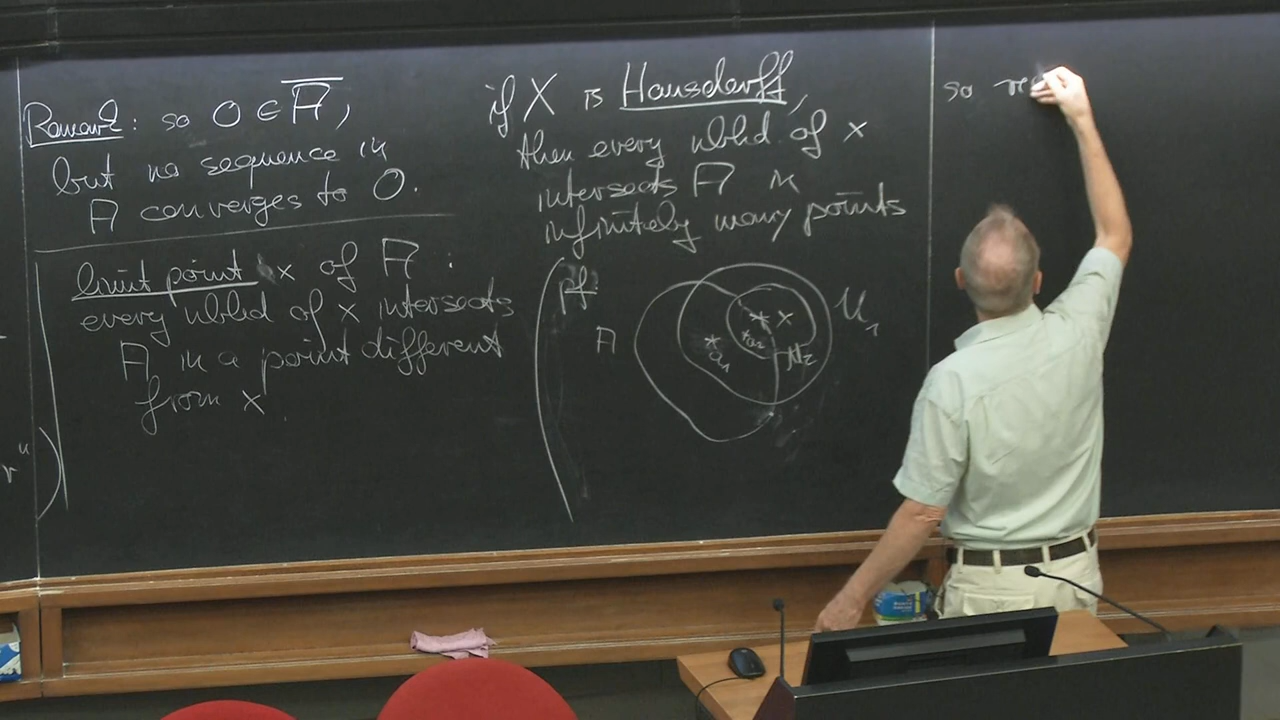 Remark: so 0 ∈ A̅,
but no sequence in
A converges to 0.
limit point x of A :
every nbhd of x intersects
A in a point different
from x.
if X is Hausdorff,
then every nbhd. of x
intersects A in
infinitely many points
pf
A
a₁
a₂
x
U₁
U₂
so